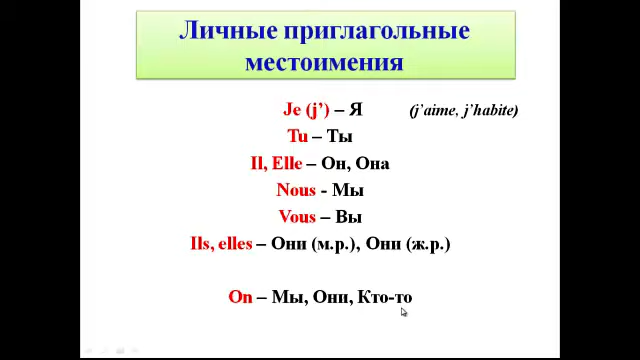 Личные приглагольные
местоимения
Je (j’) – Я (j’aime, j’habite)
Tu – Ты
Il, Elle – Он, Она
Nous - Мы
Vous – Вы
Ils, elles – Они (м.р.), Они (ж.р.)
On – Мы, Они, Кто-то